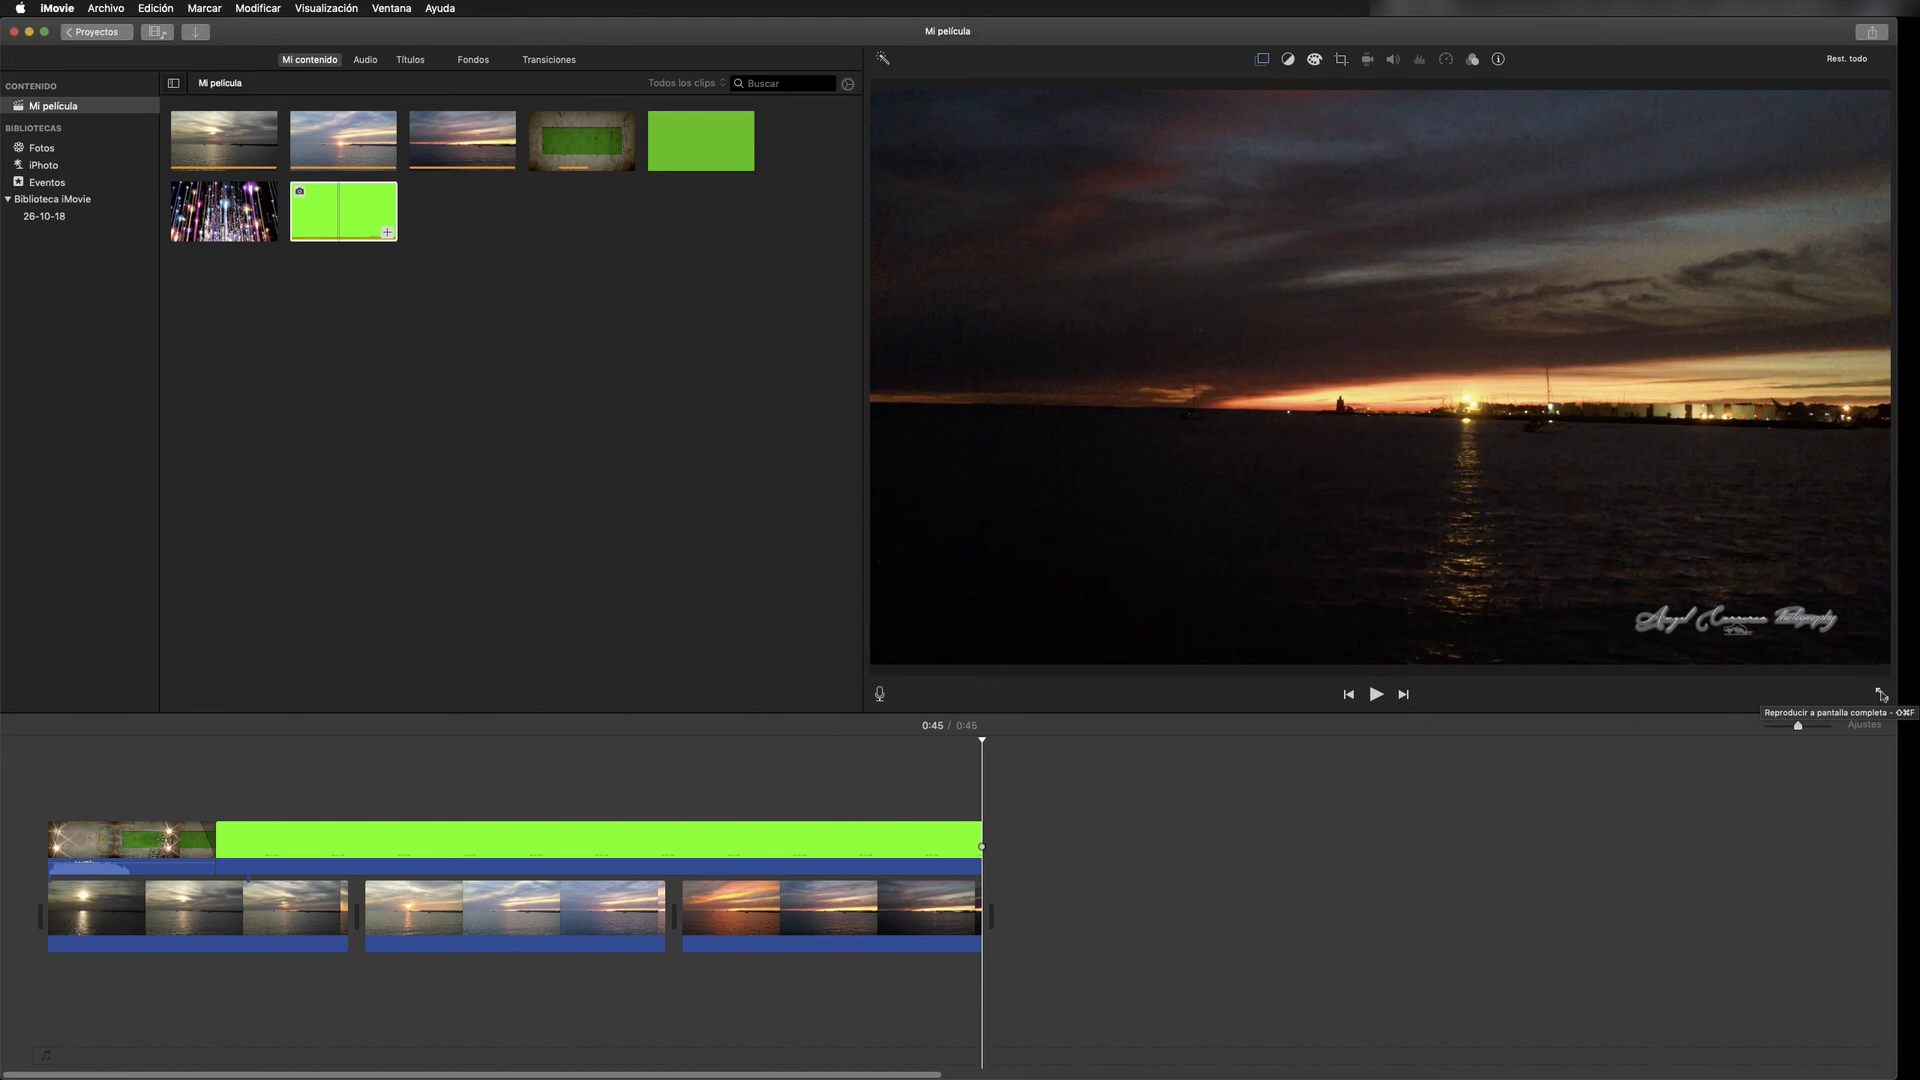 iMovie Archivo Edición Marcar Modificar Visualización Ventana Ayuda
Proyectos
Mi película
Mi contenido Audio Títulos Fondos Transiciones
Rest. todo
CONTENIDO
Mi película
Todos los clips
Buscar
Mi película
BIBLIOTECAS
Fotos
iPhoto
Eventos
Biblioteca iMovie
26-10-18
Photography
Reproducir a pantalla completa - ⇧⌘F
0:45 / 0:45
Ajustes